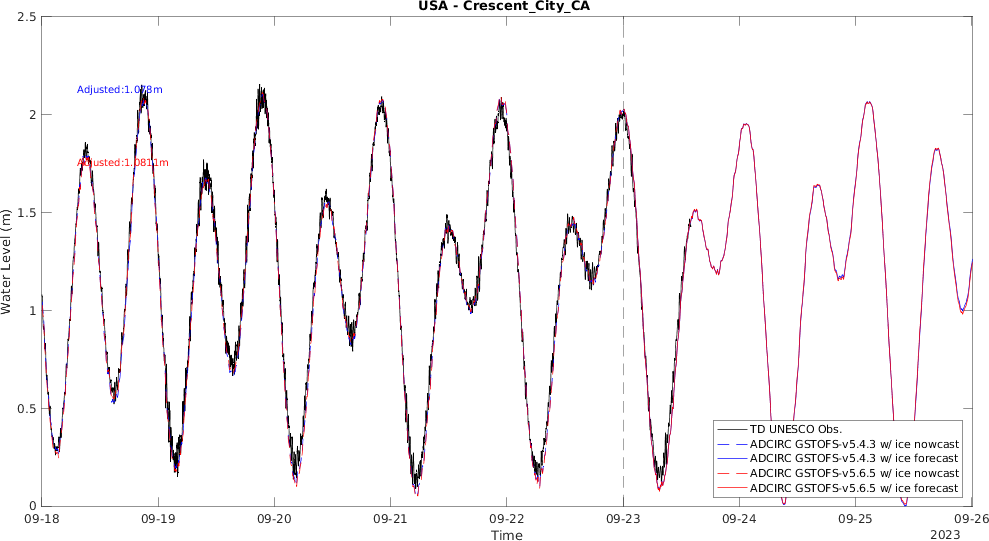 USA - Crescent_City_CA
2.5
2
1.5
1
0.5
0
Water Level (m)
Adjusted:1.078m
Adjusted:1.0811m
TD UNESCO Obs.
ADCIRC GSTOFS-v5.4.3 w/ ice nowcast
ADCIRC GSTOFS-v5.4.3 w/ ice forecast
ADCIRC GSTOFS-v5.6.5 w/ ice nowcast
ADCIRC GSTOFS-v5.6.5 w/ ice forecast
09-18 09-19 09-20 09-21 09-22 09-23 09-24 09-25 09-26
Time
2023